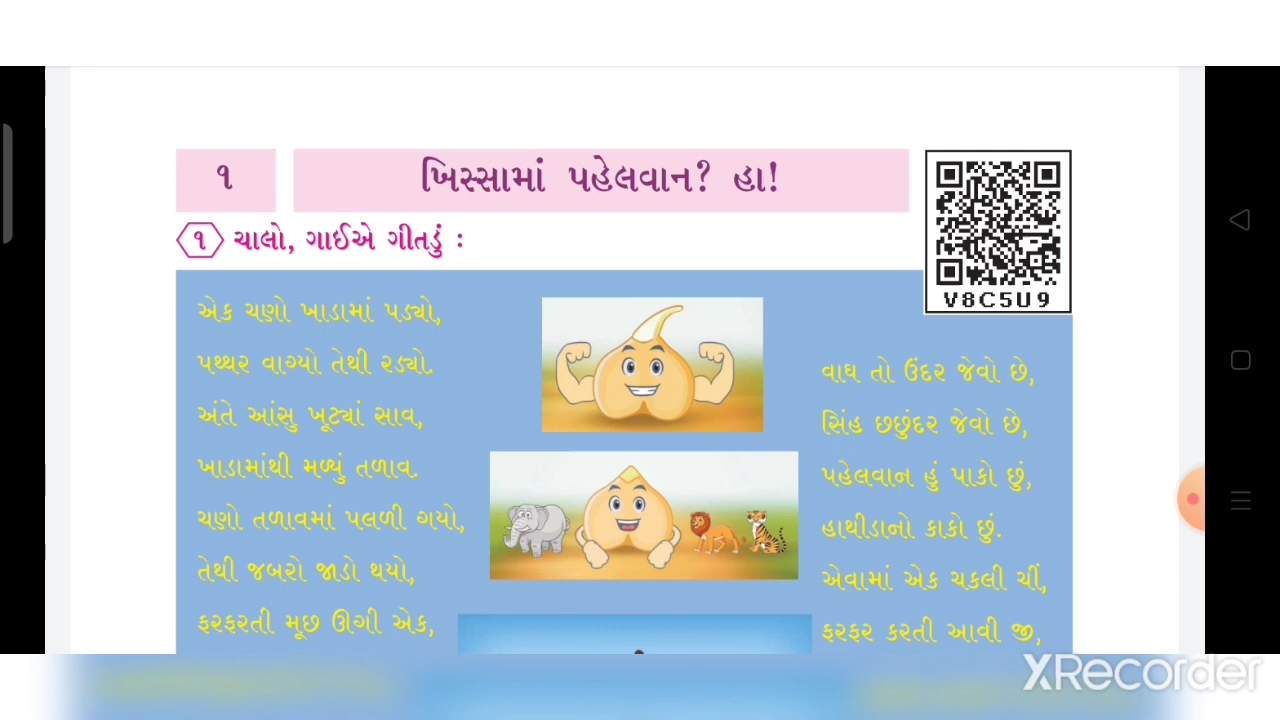 ૧
ખિસ્સામાં પહેલવાન? હા!
૧ ચાલો, ગાઈએ ગીતડું :
V8C5U9
એક ચણો ખાડામાં પડ્યો,
પથ્થર વાગ્યો તેથી રડ્યો.
અંતે આંસુ ખૂટ્યાં સાવ,
ખાડામાંથી મળ્યું તળાવ.
ચણો તળાવમાં પલળી ગયો,
તેથી જબરો જાડો થયો,
ફરફરતી મૂછ ઊગી એક,
વાઘ તો ઉંદર જેવો છે,
સિંહ છછુંદર જેવો છે,
પહેલવાન હું પાકો છું,
હાથીડાનો કાકો છું.
એવામાં એક ચકલી ચીં,
ફરફર કરતી આવી જી,
XRecorder